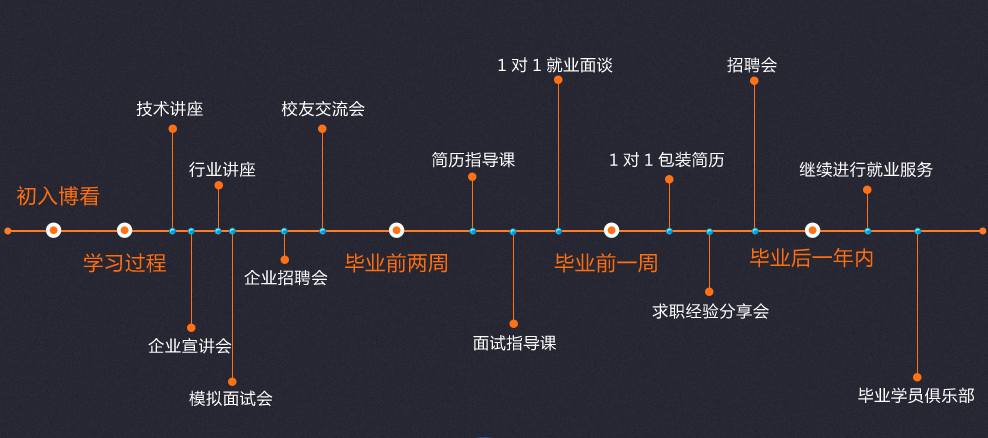 1 对 1 就业面谈
招聘会
技术讲座
校友交流会
简历指导课
1 对 1 包装简历
行业讲座
继续进行就业服务
初入博看
学习过程
毕业前两周
毕业前一周
毕业后一年内
企业招聘会
求职经验分享会
企业宣讲会
面试指导课
模拟面试会
毕业学员俱乐部